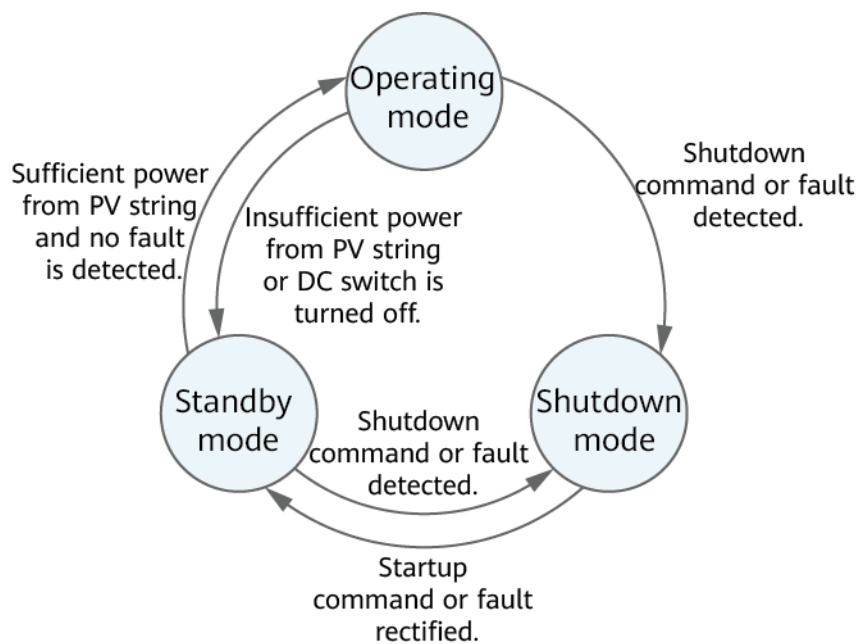 Operating
mode
Shutdown
command or fault
detected.
Sufficient power
from PV string
and no fault
is detected.
Insufficient power
from PV string
or DC switch is
turned off.
Standby
mode
Shutdown
command or fault
detected.
Shutdown
mode
Startup
command or fault
rectified.